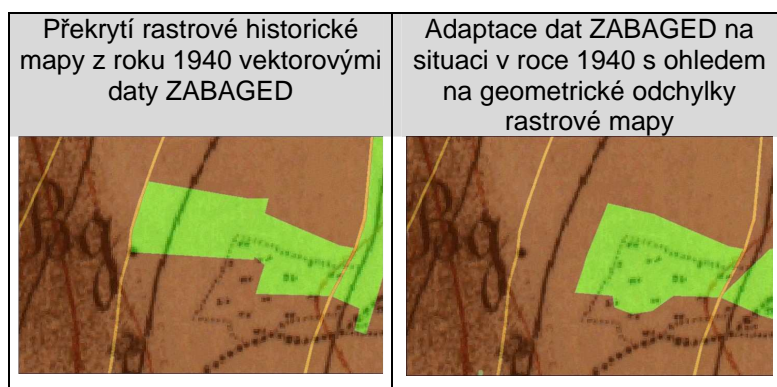 Překrytí rastrové historické
mapy z roku 1940 vektorovými
daty ZABAGED
Adaptace dat ZABAGED na
situaci v roce 1940 s ohledem
na geometrické odchylky
rastrové mapy
Bg
Bg